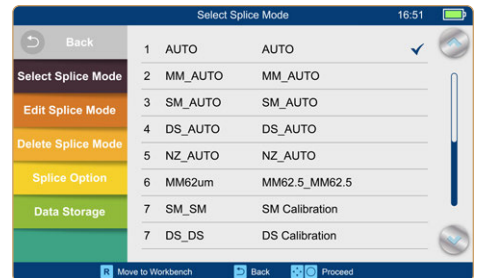 Select Splice Mode 16:51
Back
Select Splice Mode
Edit Splice Mode
Delete Splice Mode
Splice Option
Data Storage
1 AUTO AUTO
2 MM_AUTO MM_AUTO
3 SM_AUTO SM_AUTO
4 DS_AUTO DS_AUTO
5 NZ_AUTO NZ_AUTO
6 MM62um MM62.5_MM62.5
7 SM_SM SM Calibration
7 DS_DS DS Calibration
R Move to Workbench Back Proceed